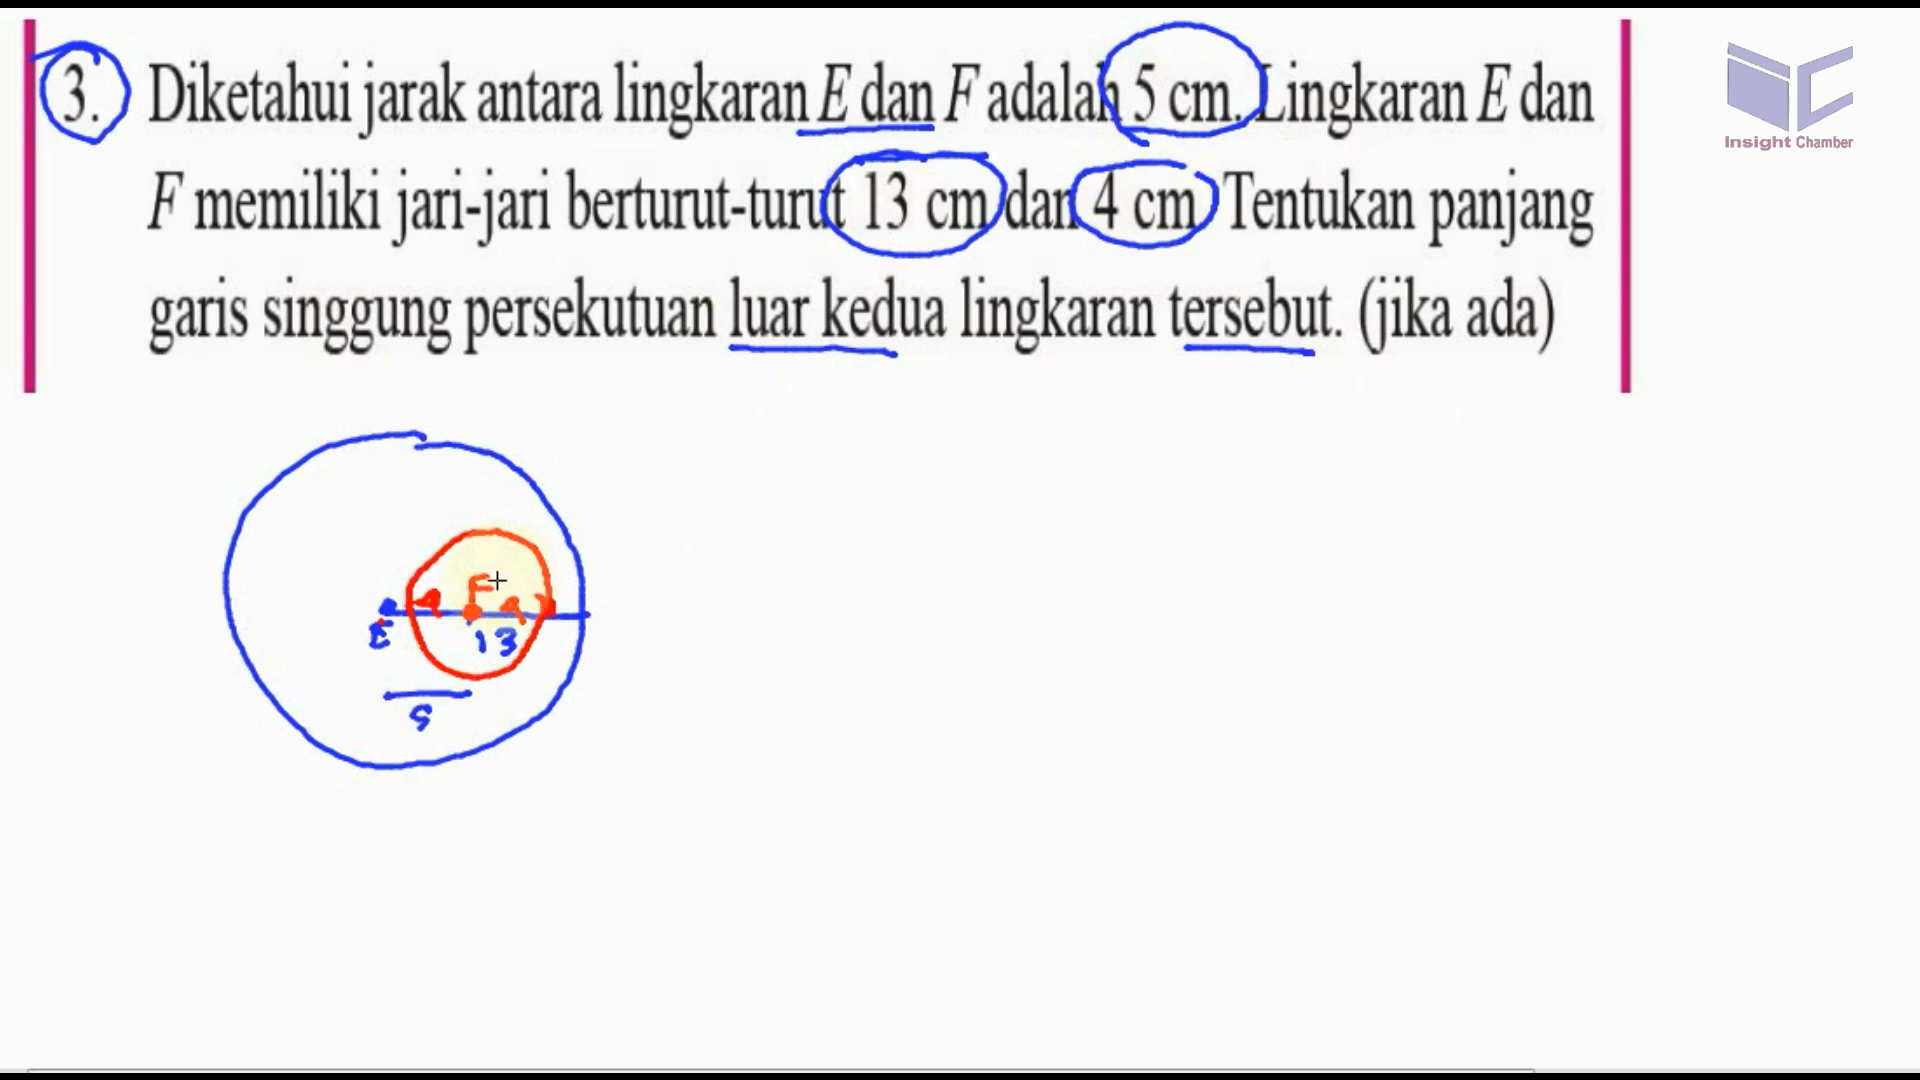 3. Diketahui jarak antara lingkaran E dan F adalah 5 cm. Lingkaran E dan
F memiliki jari-jari berturut-turut 13 cm dan 4 cm. Tentukan panjang
garis singgung persekutuan luar kedua lingkaran tersebut. (jika ada)
Insight Chamber
F
4 4
E 13
5